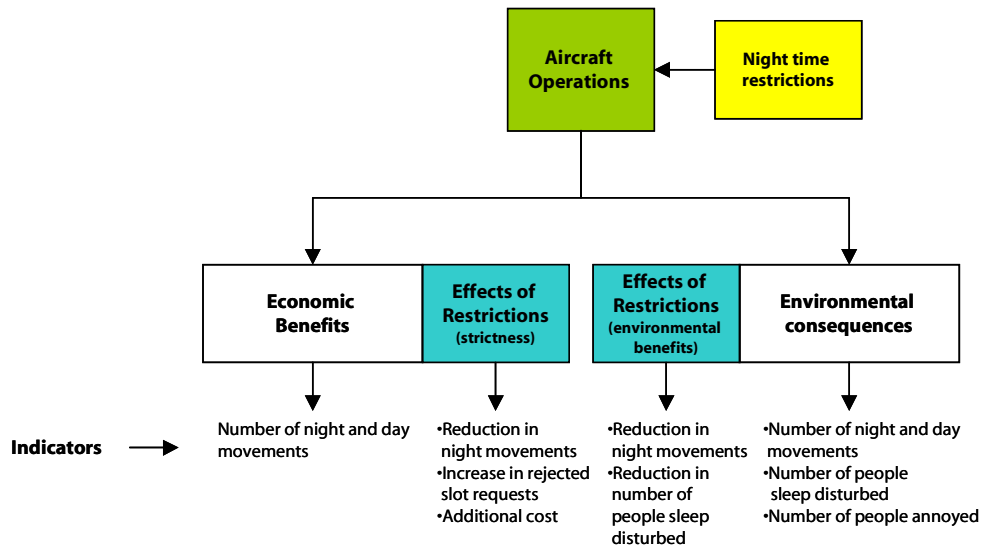 Aircraft
Operations
Night time
restrictions
Economic
Benefits
Effects of
Restrictions
(strictness)
Effects of
Restrictions
(environmental
benefits)
Environmental
consequences
Indicators
Number of night and day
movements
•Reduction in
night movements
•Increase in rejected
slot requests
•Additional cost
•Reduction in
night movements
•Reduction in
number of
people sleep
disturbed
•Number of night and day
movements
•Number of people
sleep disturbed
•Number of people annoyed